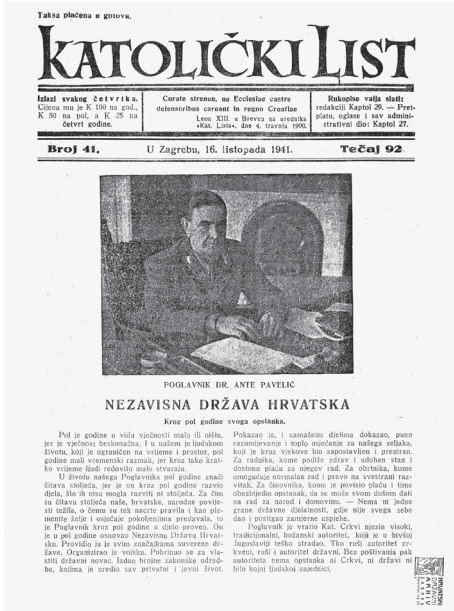 Taksa plaćena u gotovu.
KATOLIČKI LIST
Izlazi svakog četvrtka.
Cijena mu je K 100 na god.,
K 50 na pol, a K 25 na
četvrt godine.
Curate strenue, ne Ecclesiae castra
defensoribus careant in regno Croatiae
Leon XIII. u Brevcu na urednika
»Kat. Lista«, dne 4. travnja 1900.
Rukopise valja slati:
redakciji Kaptol 29. — Pret-
platu, oglase i sav admini-
strativni dio: Kaptol 27.
Broj 41.
U Zagrebu, 16. listopada 1941.
Tečaj 92
POGLAVNIK DR. ANTE PAVELIĆ
NEZAVISNA DRŽAVA HRVATSKA
Kroz pol godine svoga opstanka.
Pol je godine u vidu vječnosti malo ili ništa,
jer je vječnost beskonačna. I u našem je ljudskom
životu, koji je ograničen na vrijeme i prostor, pol
godine mali vremenski razmak, jer kroz tako krat-
ko vrijeme ljudi redovito malo stvaraju.
U životu našega Poglavnika pol godine znači
čitava stoljeća, jer je on kroz pol godine razvio
djela, što ih nisu mogla razviti ni stoljeća. Za čim
su čitava stoljeća naše, hrvatske, narodne povije-
sti težila, o čemu su tek nacrte pravila i kao ple-
menite želje i osjećaje pokoljenjima predavala, to
je Poglavnik kroz pol godine u djelo proveo. On
je u pol godine osnovao Nezavisnu Državu Hrvat-
sku. Providio ju je svim značajkama suverene dr-
žave. Organizirao je vojsku. Pobrinuo se za vla-
stiti državni novac. Izdao brojne zakonske odred-
be, kojima je uredio sav privatni i javni život.
Pokazao je, i zamašnim djelima dokazao, puno
razumijevanje i toplo osjećanje za našega seljaka,
koji je kroz vjekove bio zapostavljen i preziran.
Za radnika, kome podiže zdrav i udoban stan i
dostojnu plaću za njegov rad. Za obrtnika, kome
omogućuje normalan rad i pravo na svestrani raz-
vitak. Za činovnika, kome je povisio plaću i time
obezbijedio opstanak, da se može svom dušom dati
na rad za narod i domovinu. — Nema ni jedne
grane državne djelatnosti, gdje nije svega sebe
dao i postigao zamjerne uspjehe.
Poglavnik je vratio Kat. Crkvi njezin visoki,
tradicijonalni, božanski autoritet, koji je u bivšoj
Jugoslaviji teško stradao. Tko ruši autoritet cr-
kveni, ruši i autoritet državni. Bez poštivanja pak
autoriteta nema opstanka ni Crkvi, ni državi ni
bilo kojoj ljudskoj zajednici,
HRVATSKI
DRŽAVNI
ARHIV